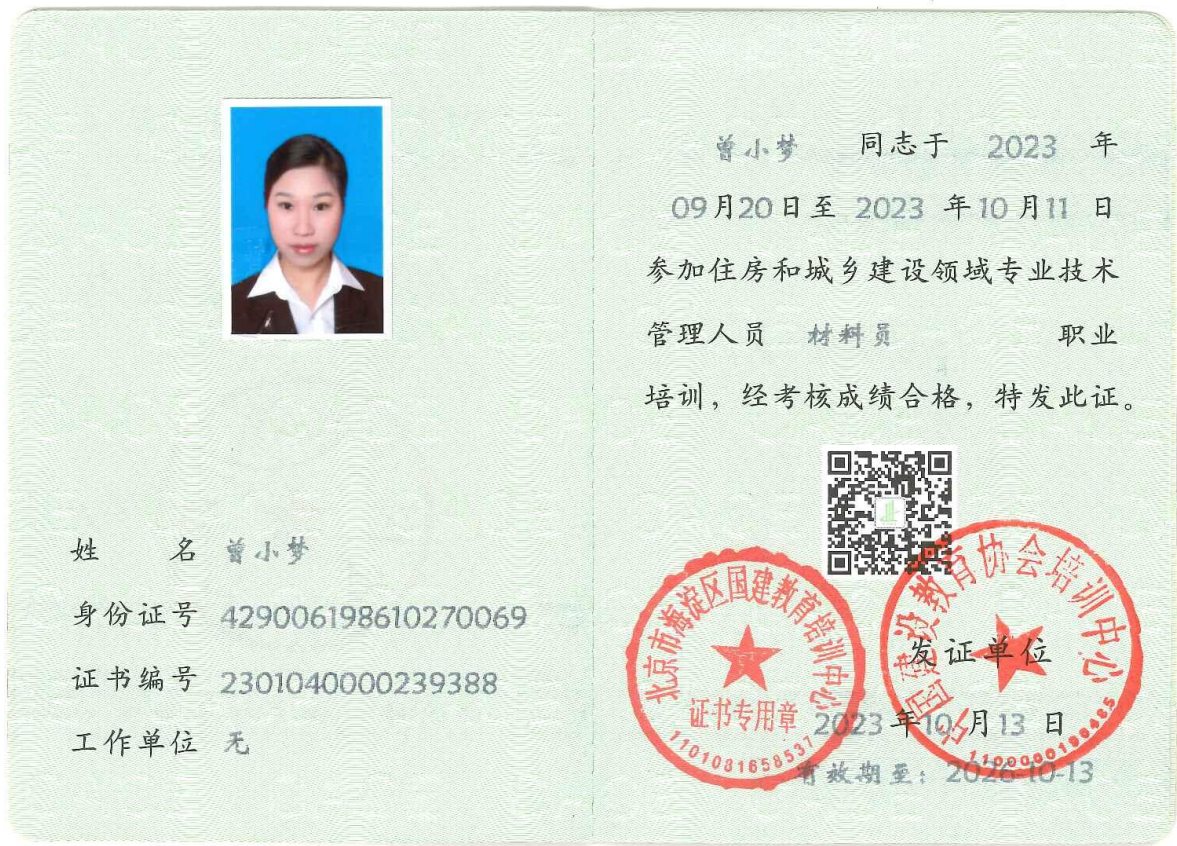 姓 名 曾小梦
身份证号 429006198610270069
证书编号 2301040000239388
工作单位 无
曾小梦 同志于 2023 年
09月20日至 2023 年10月11日
参加住房和城乡建设领域专业技术
管理人员 材料员 职业
培训，经考核成绩合格，特发此证。
北京市海淀区国建教育培训中心
证书专用章
1101081658537
中国建设教育协会培训中心
发证单位
2023 年10月13日
有效期至：2026-10-13